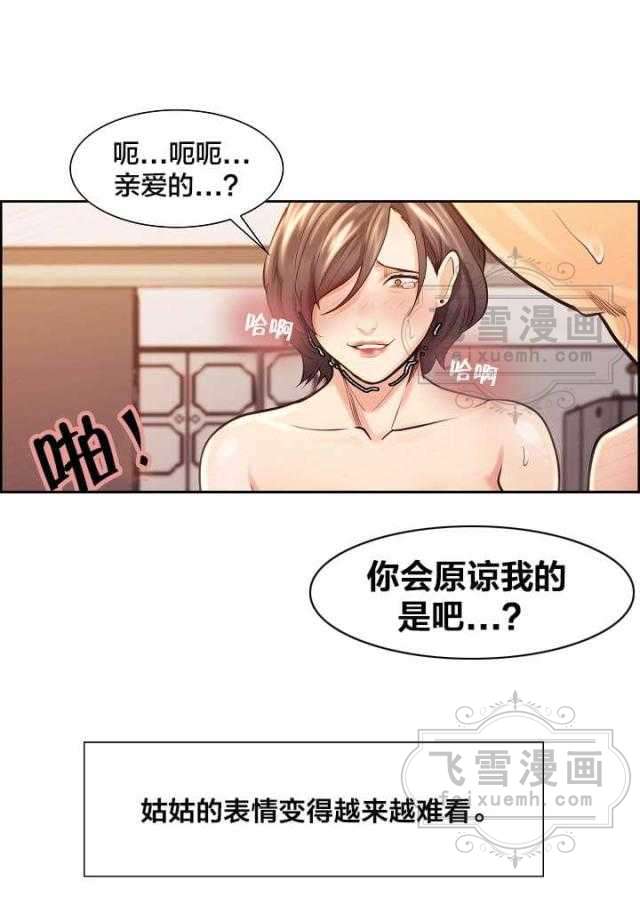 呃…呃呃…
亲爱的…?
哈啊
飞雪漫画
feixuemh.com
哈啊
啪!
你会原谅我的
是吧…?
飞雪漫画
feixuemh.com
姑姑的表情变得越来越难看。